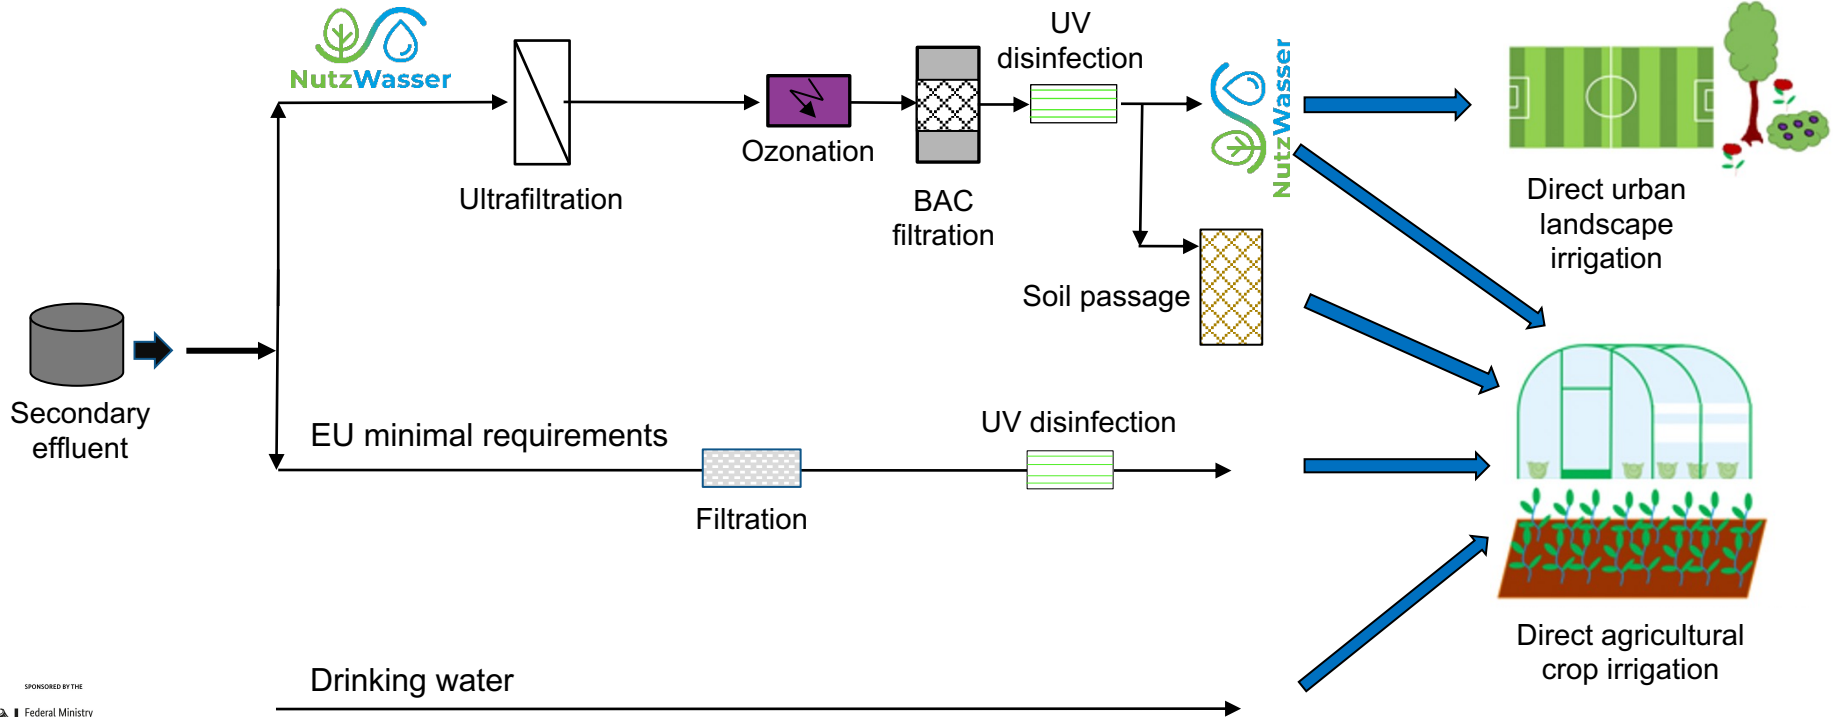 NutzWasser
UV
disinfection
NutzWasser
Ozonation
Ultrafiltration
BAC
filtration
Direct urban
landscape
irrigation
Soil passage
Secondary
effluent
EU minimal requirements
UV disinfection
Filtration
Direct agricultural
crop irrigation
Drinking water
SPONSORED BY THE
Federal Ministry